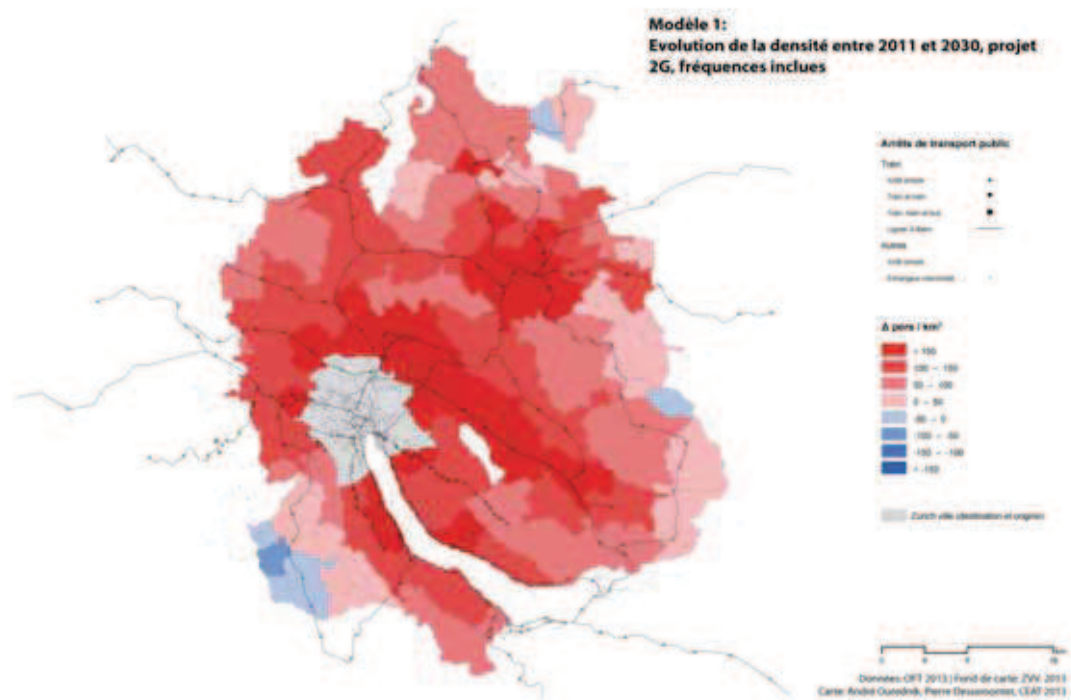 Modèle 1:
Evolution de la densité entre 2011 et 2030, projet
2G, fréquences inclues
Arrêts de transport public
Train
Autres
Δ pers / km²
> 150
100 – 150
50 – 100
0 – 50
-50 – 0
-100 – -50
-150 – -100
< -150
Zurich ville (destination et origine)
Données: OFT 2013 | Fond de carte: ZVV 2013
Carte: André Ourednik, Pierre Dessemontet, CEAT 2013